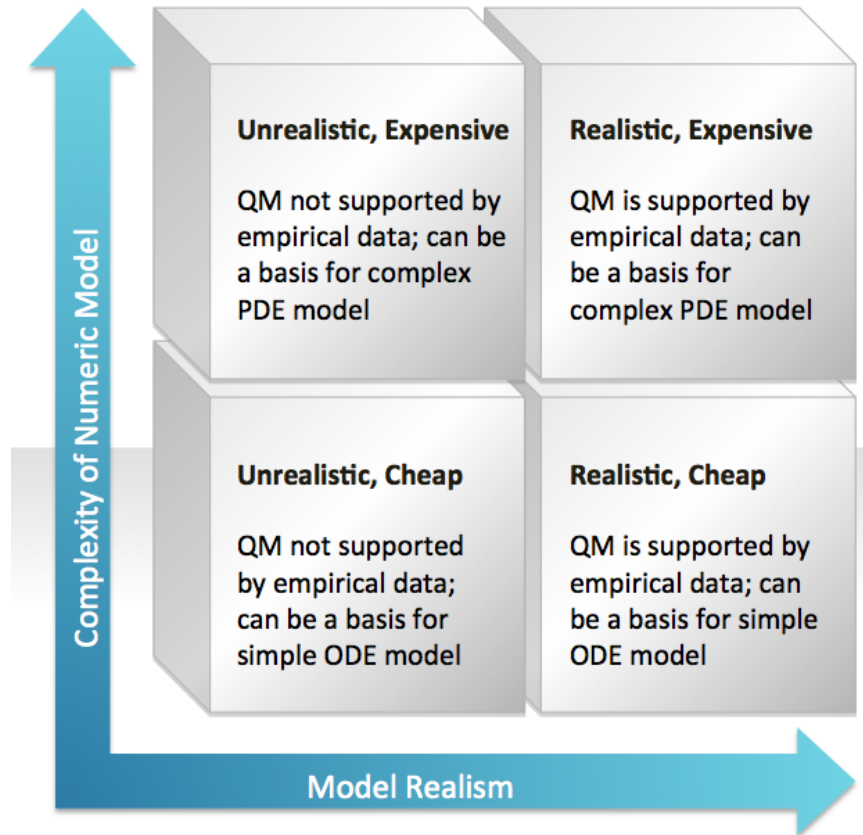 Complexity of Numeric Model
Unrealistic, Expensive
QM not supported by
empirical data; can be
a basis for complex
PDE model
Realistic, Expensive
QM is supported by
empirical data; can
be a basis for
complex PDE model
Unrealistic, Cheap
QM not supported
by empirical data;
can be a basis for
simple ODE model
Realistic, Cheap
QM is supported by
empirical data; can
be a basis for simple
ODE model
Model Realism